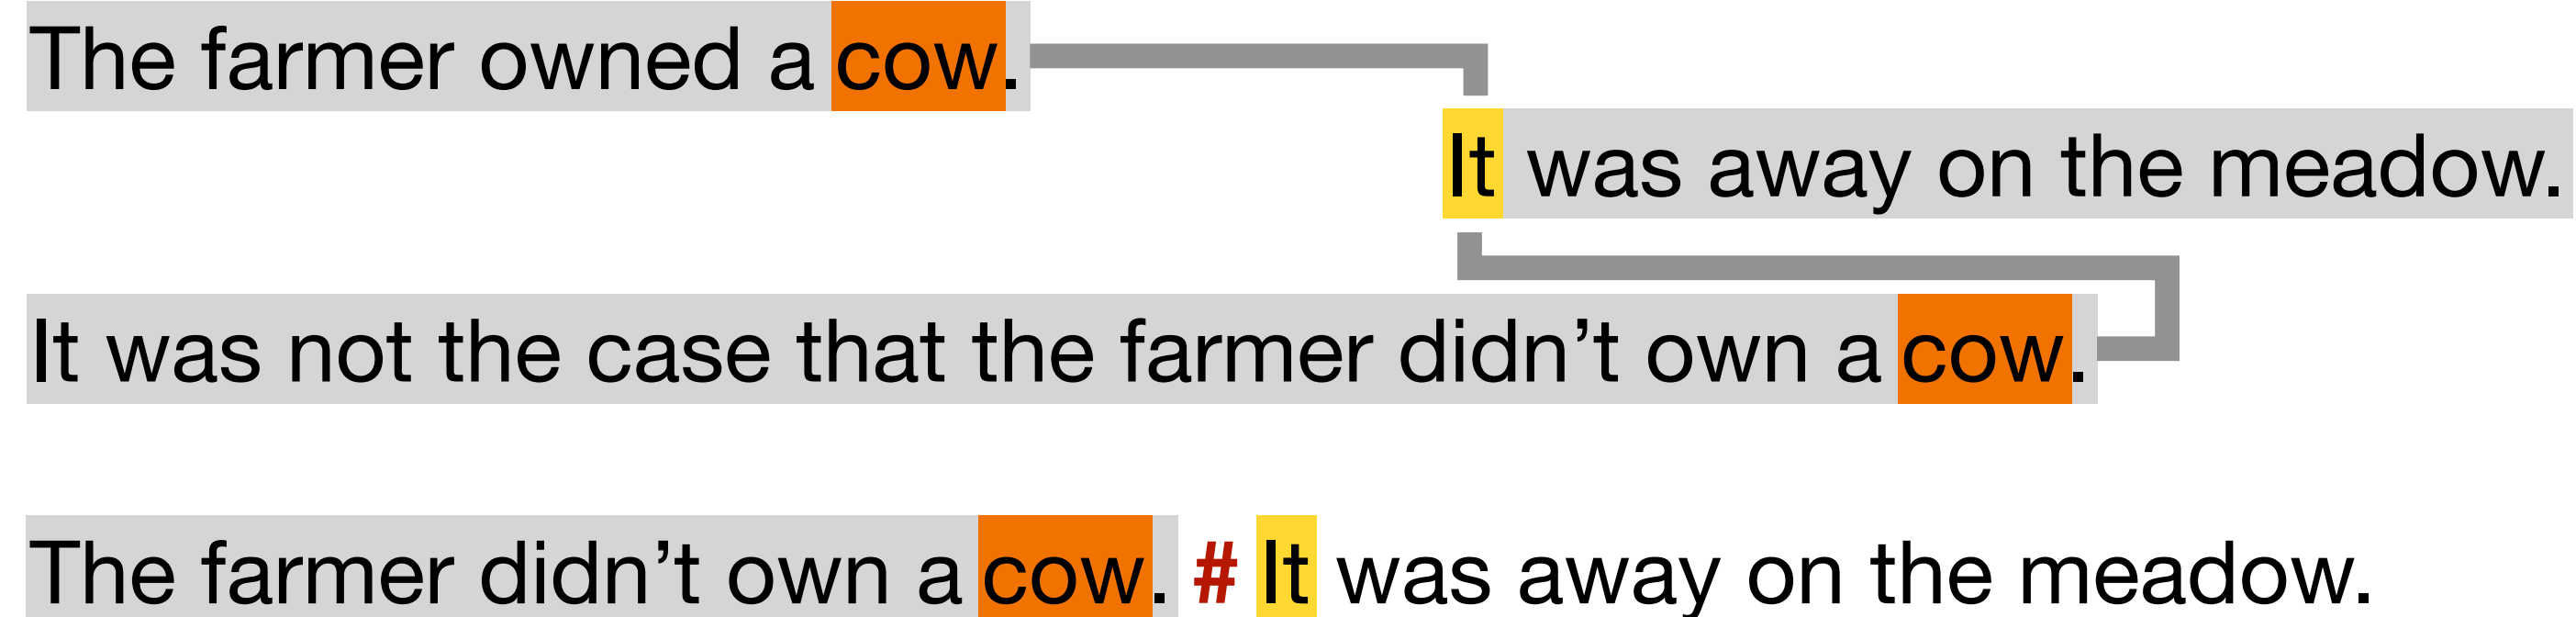 The farmer owned a cow.
It was away on the meadow.
It was not the case that the farmer didn’t own a cow.
The farmer didn’t own a cow. # It was away on the meadow.